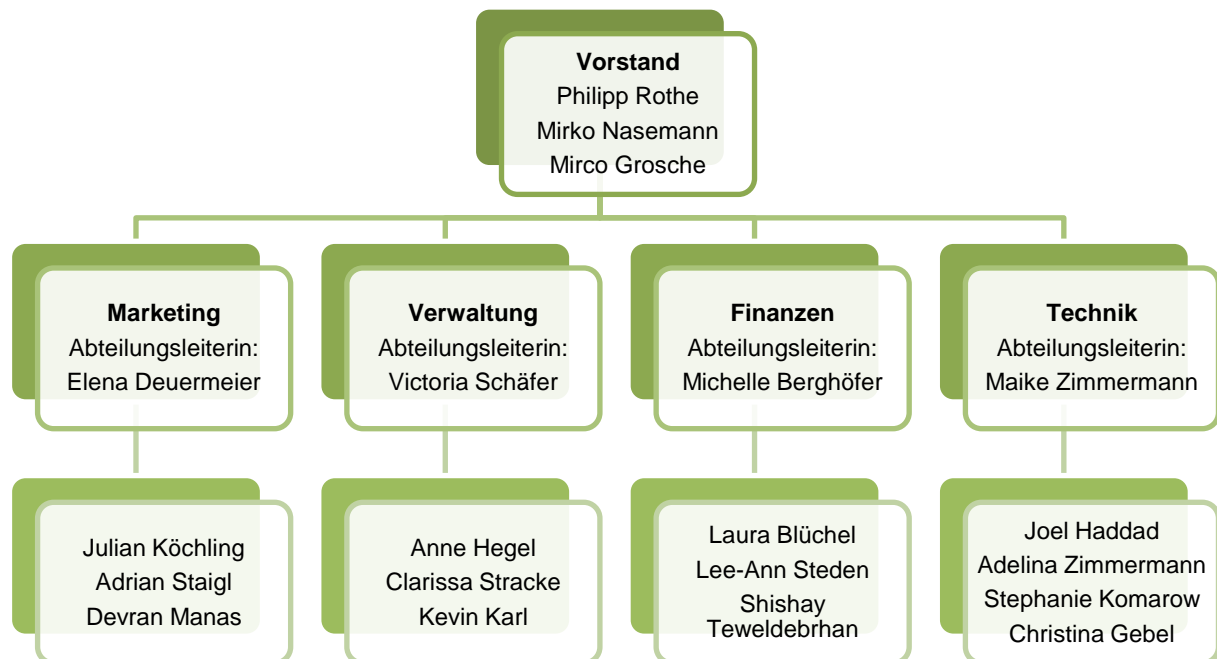 Vorstand
Philipp Rothe
Mirko Nasemann
Mirco Grosche
Marketing
Abteilungsleiterin:
Elena Deuermeier
Verwaltung
Abteilungsleiterin:
Victoria Schäfer
Finanzen
Abteilungsleiterin:
Michelle Berghöfer
Technik
Abteilungsleiterin:
Maike Zimmermann
Julian Köchling
Adrian Staigl
Devran Manas
Anne Hegel
Clarissa Stracke
Kevin Karl
Laura Blüchel
Lee-Ann Steden
Shishay
Teweldebrhan
Joel Haddad
Adelina Zimmermann
Stephanie Komarow
Christina Gebel